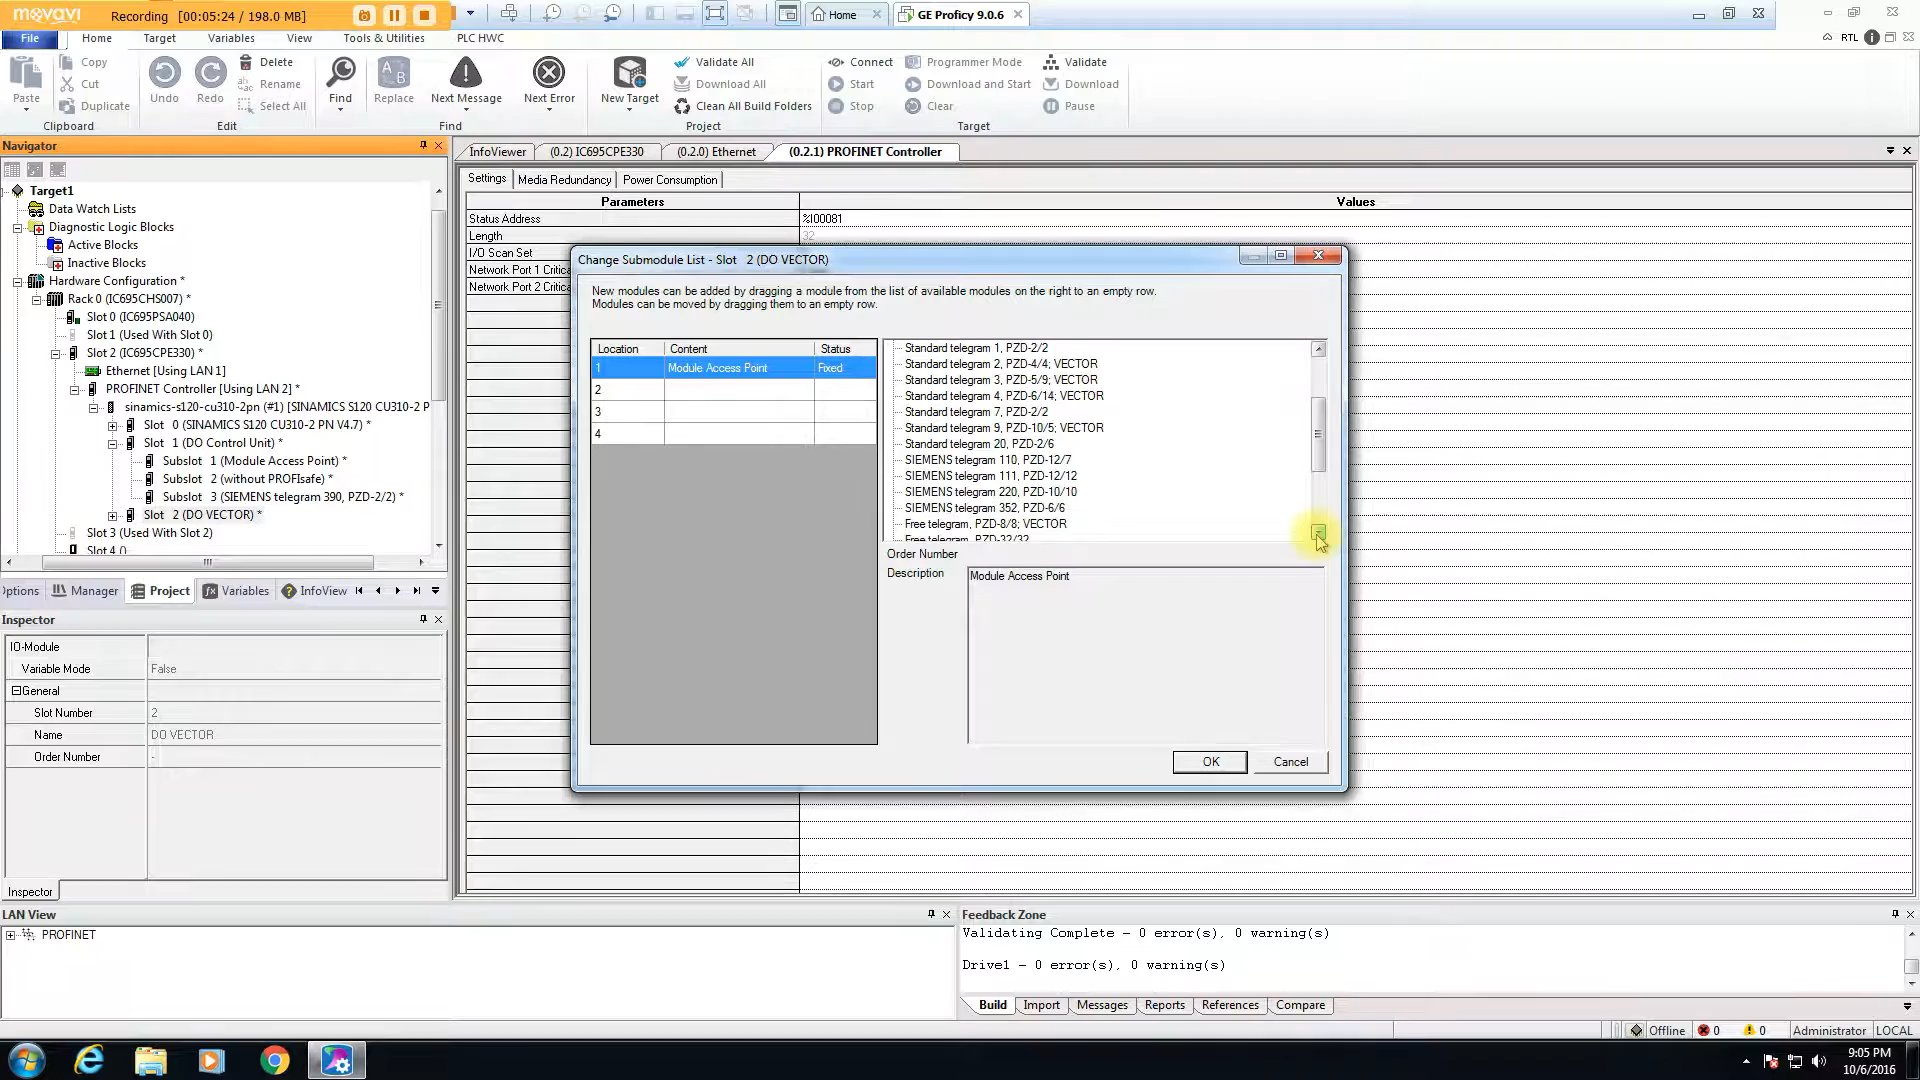 movavi Recording [00:05:24 / 198.0 MB] Home GE Proficy 9.0.6
File Home Target Variables View Tools & Utilities PLC HWC RTL
Copy Delete Validate All Connect Programmer Mode Validate
Cut Rename Download All Start Download and Start Download
Paste Duplicate Undo Redo Select All Find Replace Next Message Next Error New Target Clean All Build Folders Stop Clear Pause
Clipboard Edit Find Project Target
Navigator
Target1
Data Watch Lists
Diagnostic Logic Blocks
Active Blocks
Inactive Blocks
Hardware Configuration *
Rack 0 (IC695CHS007) *
Slot 0 (IC695PSA040)
Slot 1 (Used With Slot 0)
Slot 2 (IC695CPE330) *
Ethernet [Using LAN 1]
PROFINET Controller [Using LAN 2] *
sinamics-s120-cu310-2pn (#1) [SINAMICS S120 CU310-2 P
Slot 0 (SINAMICS S120 CU310-2 PN V4.7) *
Slot 1 (DO Control Unit) *
Subslot 1 (Module Access Point) *
Subslot 2 (without PROFIsafe) *
Subslot 3 (SIEMENS telegram 390, PZD-2/2) *
Slot 2 (DO VECTOR) *
Slot 3 (Used With Slot 2)
Slot 4 ()
Options Manager Project Variables InfoView
Inspector
IO-Module
Variable Mode False
General
Slot Number 2
Name DO VECTOR
Order Number -
Inspector
InfoViewer (0.2) IC695CPE330 (0.2.0) Ethernet (0.2.1) PROFINET Controller
Settings Media Redundancy Power Consumption
Parameters Values
Status Address %I00081
Length 32
I/O Scan Set
Network Port 1 Critica
Network Port 2 Critica
Change Submodule List - Slot 2 (DO VECTOR)
New modules can be added by dragging a module from the list of available modules on the right to an empty row.
Modules can be moved by dragging them to an empty row.
Location Content Status
1 Module Access Point Fixed
2
3
4
Standard telegram 1, PZD-2/2
Standard telegram 2, PZD-4/4; VECTOR
Standard telegram 3, PZD-5/9; VECTOR
Standard telegram 4, PZD-6/14; VECTOR
Standard telegram 7, PZD-2/2
Standard telegram 9, PZD-10/5; VECTOR
Standard telegram 20, PZD-2/6
SIEMENS telegram 110, PZD-12/7
SIEMENS telegram 111, PZD-12/12
SIEMENS telegram 220, PZD-10/10
SIEMENS telegram 352, PZD-6/6
Free telegram, PZD-8/8; VECTOR
Free telegram, PZD-32/32
Order Number
Description Module Access Point
OK Cancel
LAN View
PROFINET
Feedback Zone
Validating Complete - 0 error(s), 0 warning(s)
Drive1 - 0 error(s), 0 warning(s)
Build Import Messages Reports References Compare
Offline 0 0 Administrator LOCAL
9:05 PM
10/6/2016